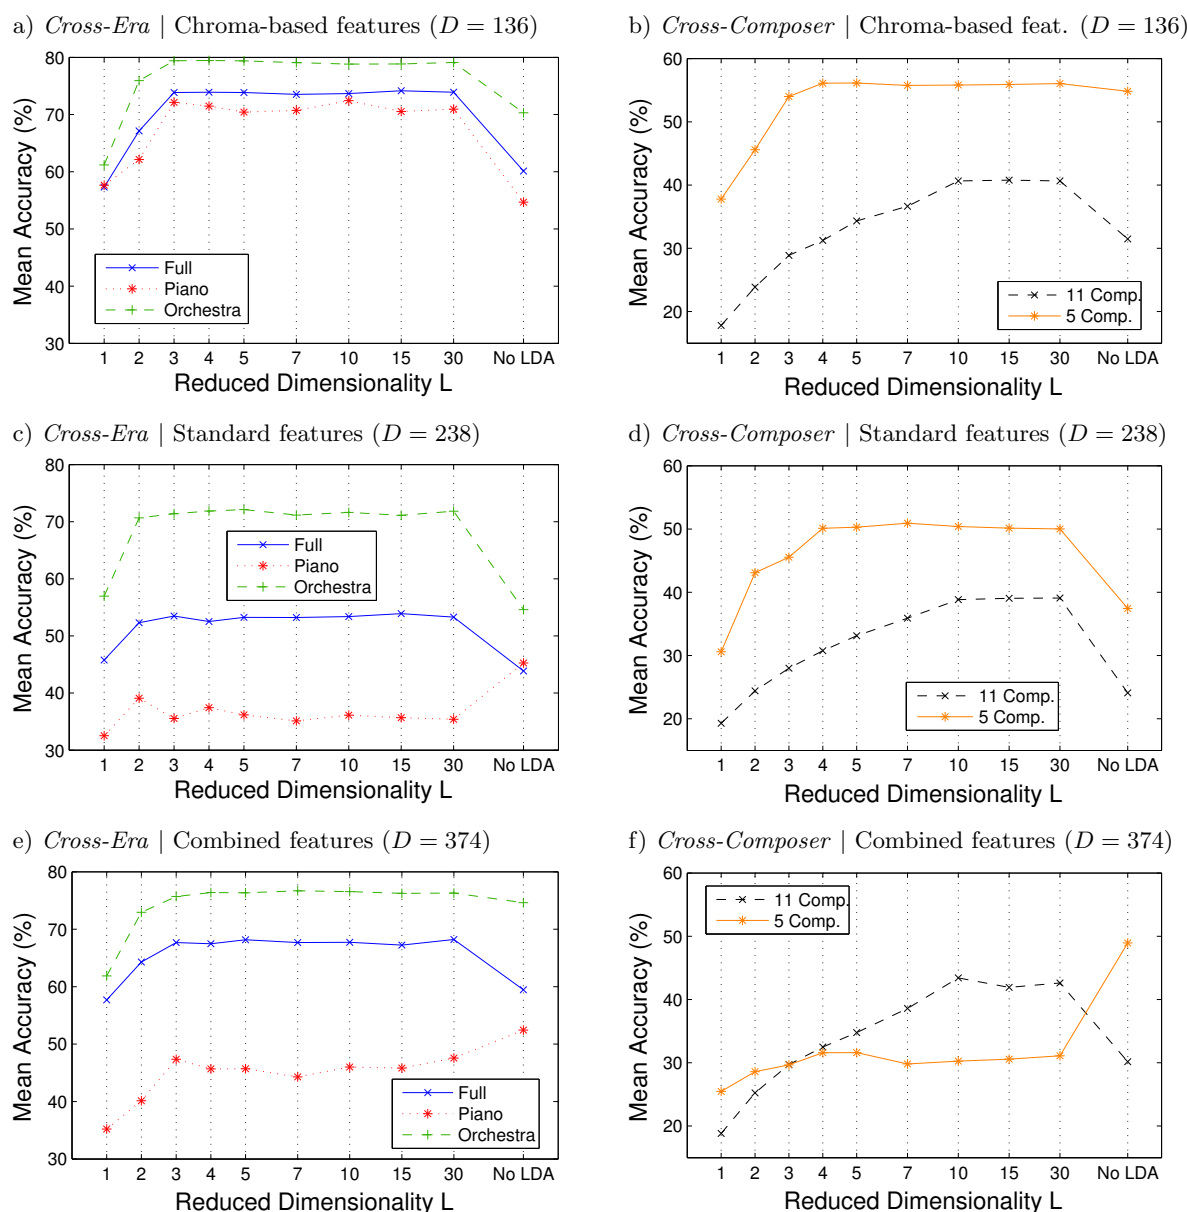 a) Cross-Era | Chroma-based features (D = 136)
80
70
60
50
40
30
Mean Accuracy (%)
Full
Piano
Orchestra
1 2 3 4 5 7 10 15 30 No LDA
Reduced Dimensionality L
b) Cross-Composer | Chroma-based feat. (D = 136)
60
50
40
30
20
Mean Accuracy (%)
11 Comp.
5 Comp.
1 2 3 4 5 7 10 15 30 No LDA
Reduced Dimensionality L
c) Cross-Era | Standard features (D = 238)
80
70
60
50
40
30
Mean Accuracy (%)
Full
Piano
Orchestra
1 2 3 4 5 7 10 15 30 No LDA
Reduced Dimensionality L
d) Cross-Composer | Standard features (D = 238)
60
50
40
30
20
Mean Accuracy (%)
11 Comp.
5 Comp.
1 2 3 4 5 7 10 15 30 No LDA
Reduced Dimensionality L
e) Cross-Era | Combined features (D = 374)
80
70
60
50
40
30
Mean Accuracy (%)
Full
Piano
Orchestra
1 2 3 4 5 7 10 15 30 No LDA
Reduced Dimensionality L
f) Cross-Composer | Combined features (D = 374)
60
50
40
30
20
Mean Accuracy (%)
11 Comp.
5 Comp.
1 2 3 4 5 7 10 15 30 No LDA
Reduced Dimensionality L